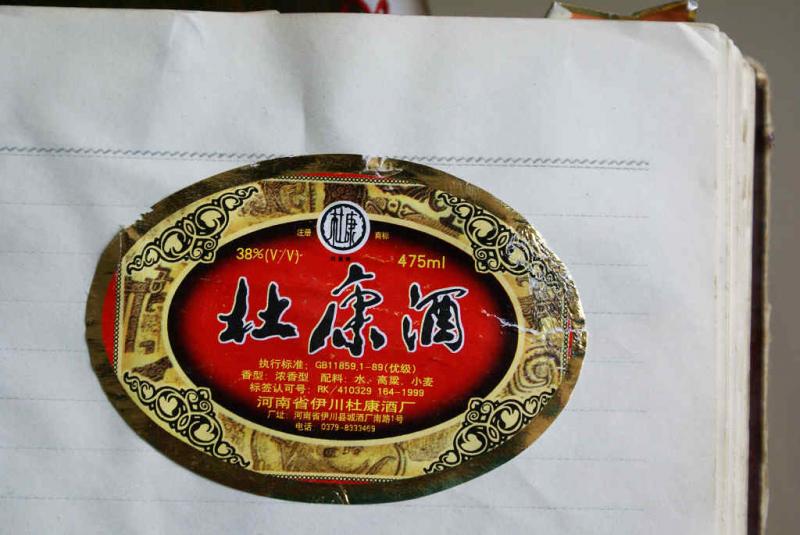 杜康
注册 商标
38%(V/V) 475ml
杜康酒
执行标准：GB11859.1-89(优级)
香型：浓香型 配料：水、高粱、小麦
标签认可号：RK/410329 164-1999
河南省伊川杜康酒厂
厂址：河南省伊川县城酒厂南路1号
电话：0379-8333469